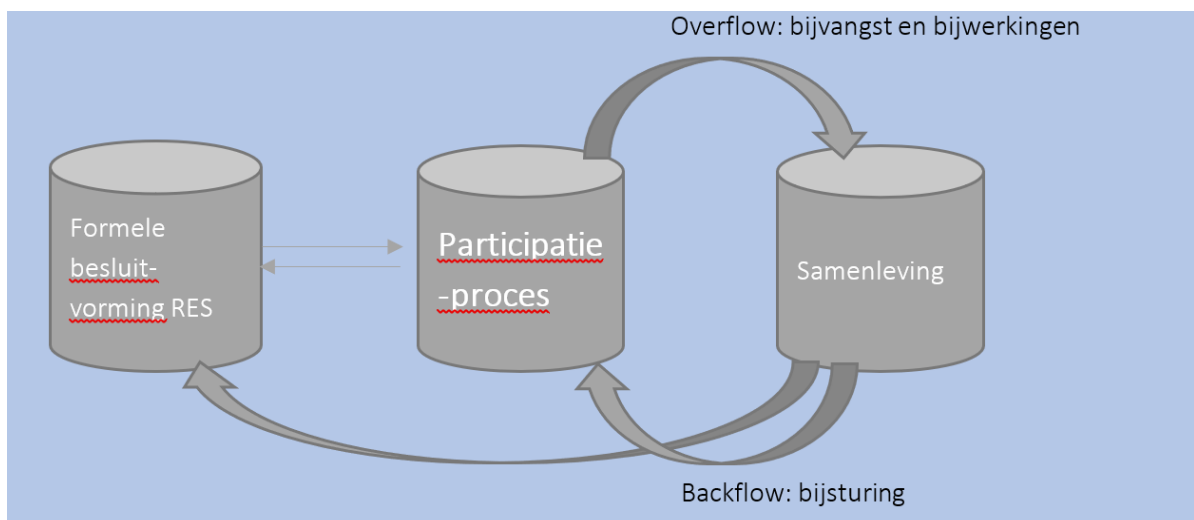 Overflow: bijvangst en bijwerkingen
Formele
besluit-
vorming RES
Participatie
-proces
Samenleving
Backflow: bijsturing